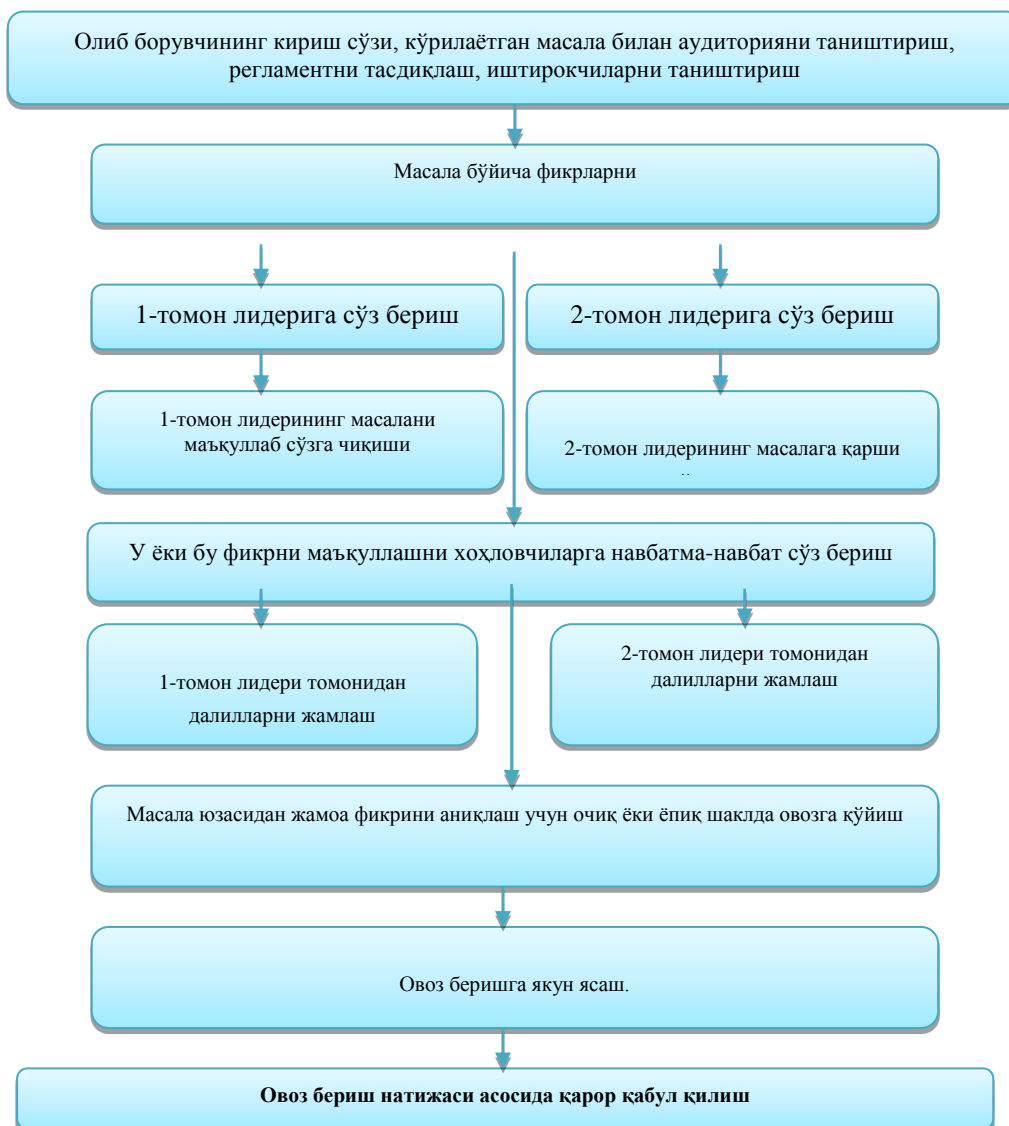 Олиб борувчининг кириш сўзи, кўрилаётган масала билан аудиторияни таништириш,
регламентни тасдиқлаш, иштирокчиларни таништириш
Масала бўйича фикрларни
1-томон лидерига сўз бериш
2-томон лидерига сўз бериш
1-томон лидерининг масалани
маъқуллаб сўзга чиқиши
2-томон лидерининг масалага қарши
У ёки бу фикрни маъқуллашни хоҳловчиларга навбатма-навбат сўз бериш
1-томон лидери томонидан
далилларни жамлаш
2-томон лидери томонидан
далилларни жамлаш
Масала юзасидан жамоа фикрини аниқлаш учун очиқ ёки ёпиқ шаклда овозга қўйиш
Овоз беришга якун ясаш.
Овоз бериш натижаси асосида қарор қабул қилиш